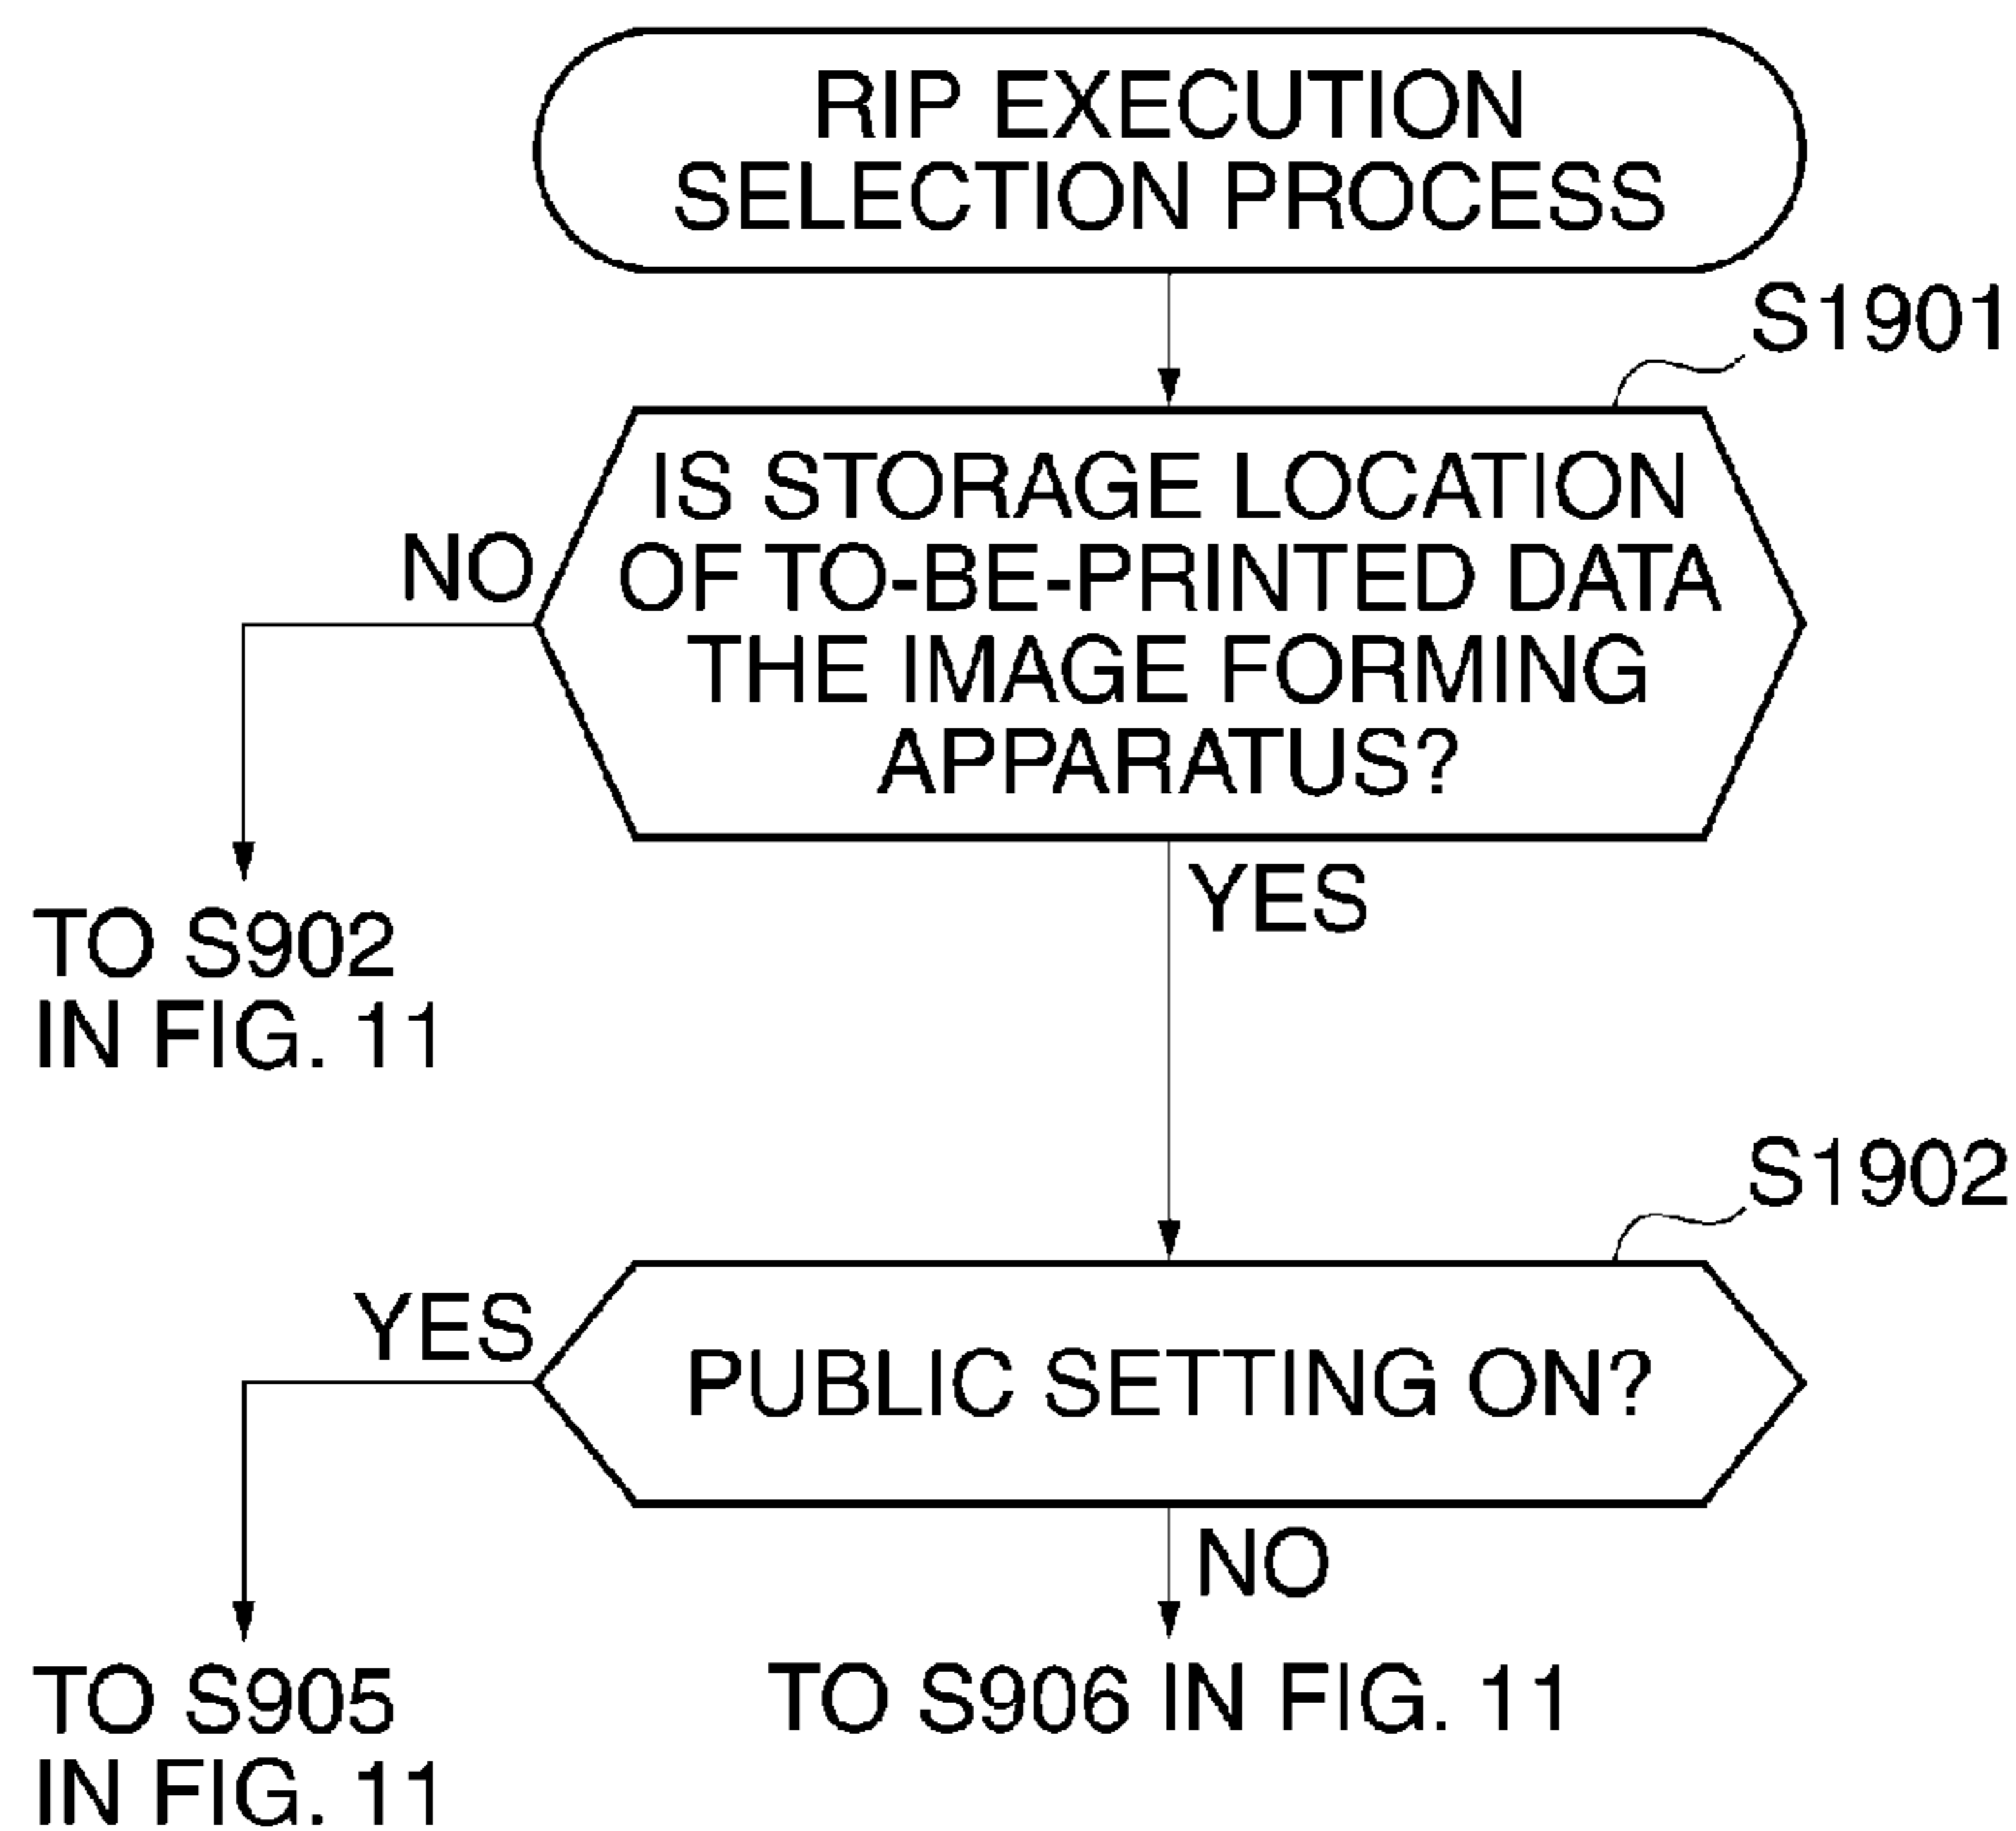 RIP EXECUTION
SELECTION PROCESS
S1901
IS STORAGE LOCATION
OF TO-BE-PRINTED DATA
THE IMAGE FORMING
APPARATUS?
NO
YES
TO S902
IN FIG. 11
S1902
PUBLIC SETTING ON?
YES
NO
TO S905
IN FIG. 11
TO S906 IN FIG. 11